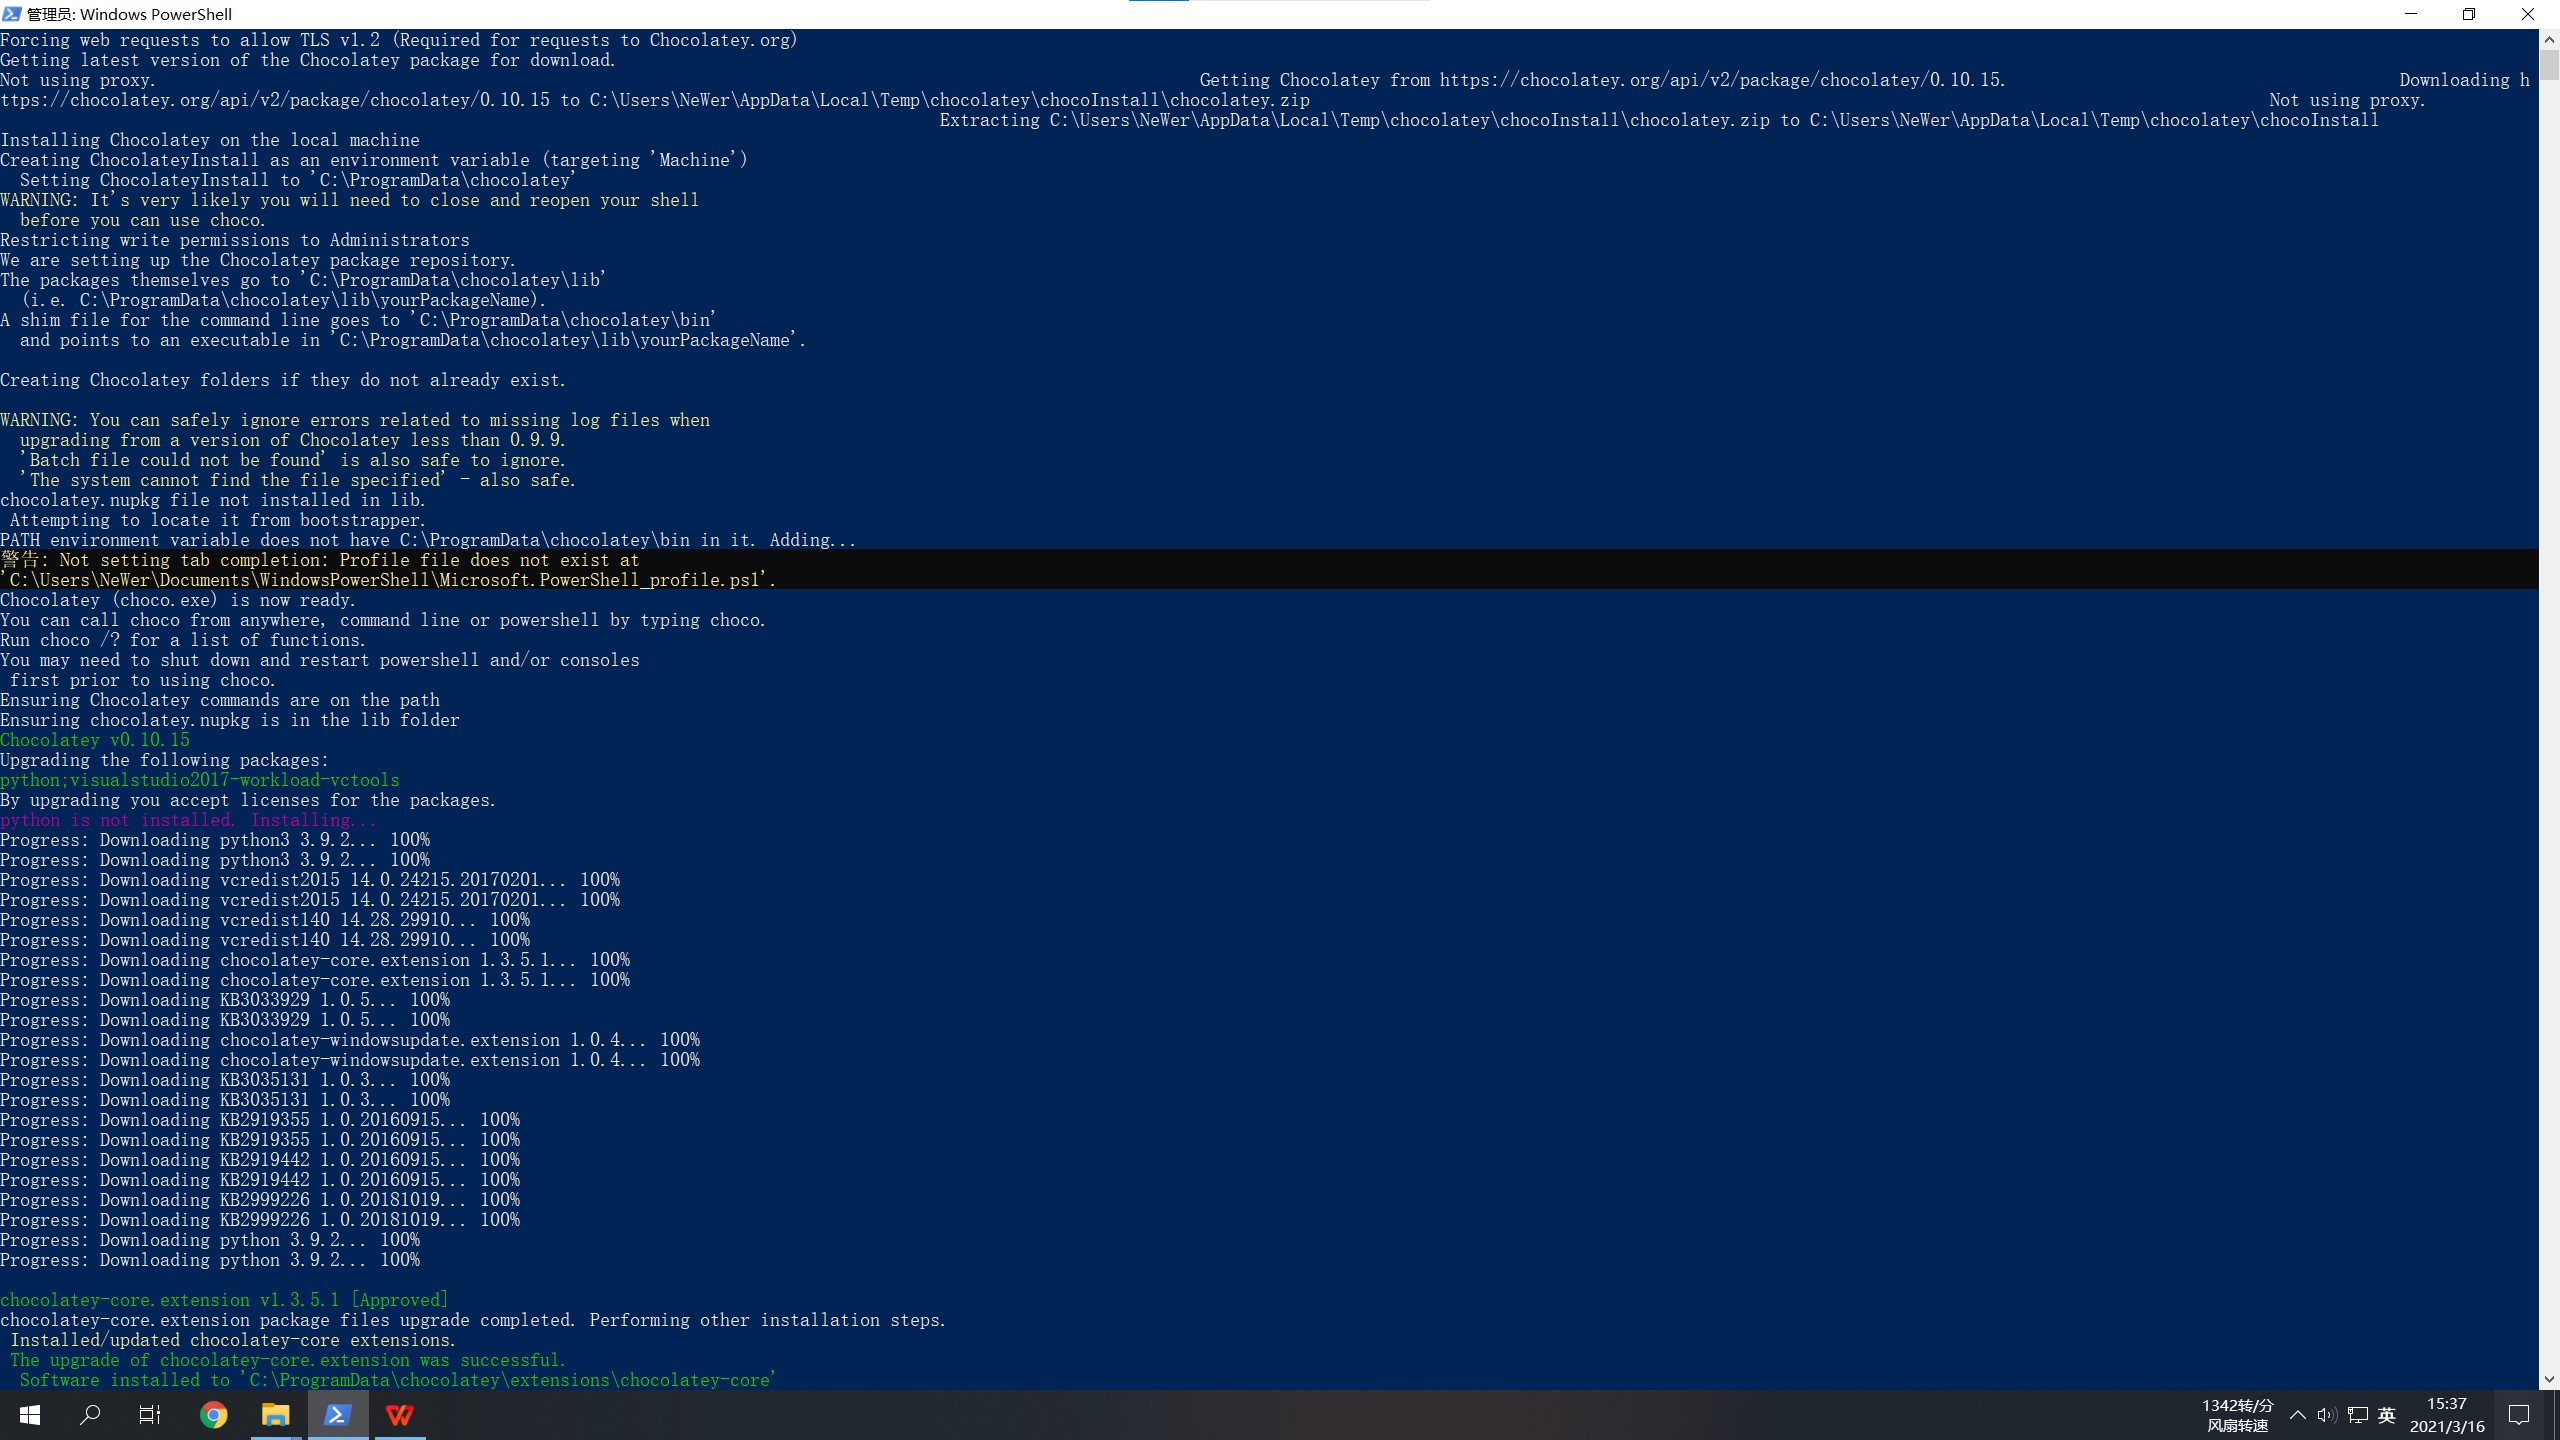 管理员: Windows PowerShell
Forcing web requests to allow TLS v1.2 (Required for requests to Chocolatey.org)
Getting latest version of the Chocolatey package for download.
Not using proxy. Getting Chocolatey from https://chocolatey.org/api/v2/package/chocolatey/0.10.15. Downloading h
ttps://chocolatey.org/api/v2/package/chocolatey/0.10.15 to C:\Users\NeWer\AppData\Local\Temp\chocolatey\chocoInstall\chocolatey.zip Not using proxy.
Extracting C:\Users\NeWer\AppData\Local\Temp\chocolatey\chocoInstall\chocolatey.zip to C:\Users\NeWer\AppData\Local\Temp\chocolatey\chocoInstall
Installing Chocolatey on the local machine
Creating ChocolateyInstall as an environment variable (targeting 'Machine')
  Setting ChocolateyInstall to 'C:\ProgramData\chocolatey'
WARNING: It's very likely you will need to close and reopen your shell
  before you can use choco.
Restricting write permissions to Administrators
We are setting up the Chocolatey package repository.
The packages themselves go to 'C:\ProgramData\chocolatey\lib'
  (i.e. C:\ProgramData\chocolatey\lib\yourPackageName).
A shim file for the command line goes to 'C:\ProgramData\chocolatey\bin'
  and points to an executable in 'C:\ProgramData\chocolatey\lib\yourPackageName'.
Creating Chocolatey folders if they do not already exist.
WARNING: You can safely ignore errors related to missing log files when
  upgrading from a version of Chocolatey less than 0.9.9.
  'Batch file could not be found' is also safe to ignore.
  'The system cannot find the file specified' - also safe.
chocolatey.nupkg file not installed in lib.
 Attempting to locate it from bootstrapper.
PATH environment variable does not have C:\ProgramData\chocolatey\bin in it. Adding...
警告: Not setting tab completion: Profile file does not exist at
'C:\Users\NeWer\Documents\WindowsPowerShell\Microsoft.PowerShell_profile.ps1'.
Chocolatey (choco.exe) is now ready.
You can call choco from anywhere, command line or powershell by typing choco.
Run choco /? for a list of functions.
You may need to shut down and restart powershell and/or consoles
 first prior to using choco.
Ensuring Chocolatey commands are on the path
Ensuring chocolatey.nupkg is in the lib folder
Chocolatey v0.10.15
Upgrading the following packages:
python;visualstudio2017-workload-vctools
By upgrading you accept licenses for the packages.
python is not installed. Installing...
Progress: Downloading python3 3.9.2... 100%
Progress: Downloading python3 3.9.2... 100%
Progress: Downloading vcredist2015 14.0.24215.20170201... 100%
Progress: Downloading vcredist2015 14.0.24215.20170201... 100%
Progress: Downloading vcredist140 14.28.29910... 100%
Progress: Downloading vcredist140 14.28.29910... 100%
Progress: Downloading chocolatey-core.extension 1.3.5.1... 100%
Progress: Downloading chocolatey-core.extension 1.3.5.1... 100%
Progress: Downloading KB3033929 1.0.5... 100%
Progress: Downloading KB3033929 1.0.5... 100%
Progress: Downloading chocolatey-windowsupdate.extension 1.0.4... 100%
Progress: Downloading chocolatey-windowsupdate.extension 1.0.4... 100%
Progress: Downloading KB3035131 1.0.3... 100%
Progress: Downloading KB3035131 1.0.3... 100%
Progress: Downloading KB2919355 1.0.20160915... 100%
Progress: Downloading KB2919355 1.0.20160915... 100%
Progress: Downloading KB2919442 1.0.20160915... 100%
Progress: Downloading KB2919442 1.0.20160915... 100%
Progress: Downloading KB2999226 1.0.20181019... 100%
Progress: Downloading KB2999226 1.0.20181019... 100%
Progress: Downloading python 3.9.2... 100%
Progress: Downloading python 3.9.2... 100%
chocolatey-core.extension v1.3.5.1 [Approved]
chocolatey-core.extension package files upgrade completed. Performing other installation steps.
 Installed/updated chocolatey-core extensions.
 The upgrade of chocolatey-core.extension was successful.
  Software installed to 'C:\ProgramData\chocolatey\extensions\chocolatey-core'
1342转/分
风扇转速
英
15:37
2021/3/16